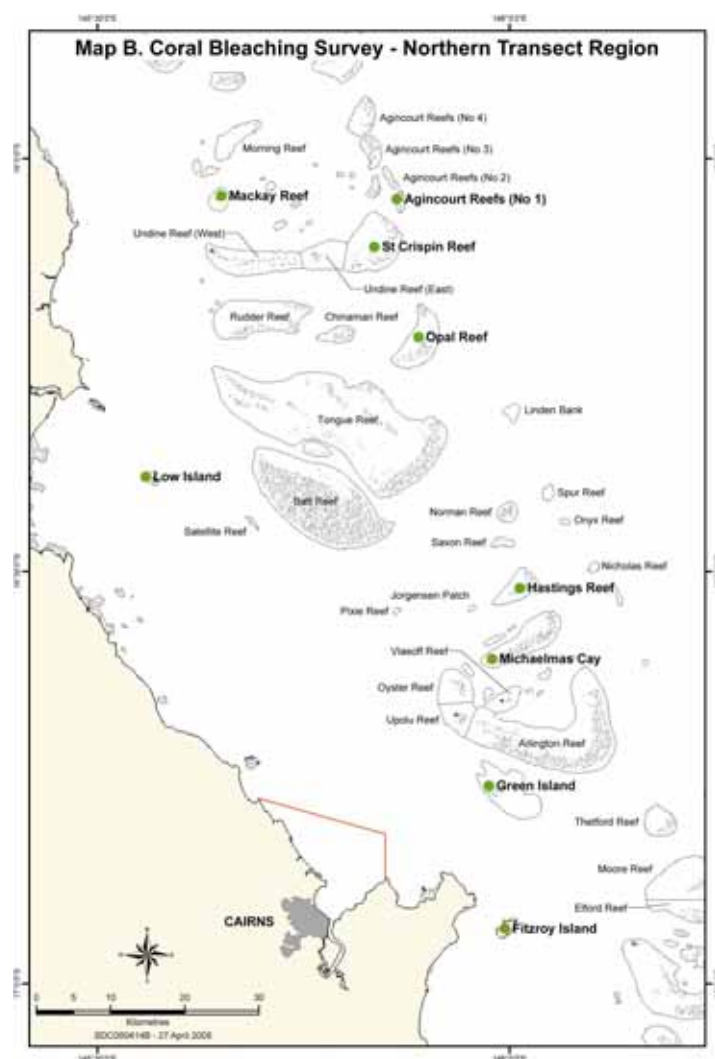 Map B. Coral Bleaching Survey - Northern Transect Region
Agincourt Reefs (No 4)
Morning Reef
Agincourt Reefs (No 3)
Agincourt Reefs (No 2)
Mackay Reef
Agincourt Reefs (No 1)
Undine Reef (West)
St Crispin Reef
Undine Reef (East)
Rudder Reef
Chinaman Reef
Opal Reef
Tongue Reef
Linden Bank
Low Island
Batt Reef
Spur Reef
Norman Reef
Onyx Reef
Satellite Reef
Saxon Reef
Nicholas Reef
Hastings Reef
Jorgensen Patch
Pixie Reef
Vlasoff Reef
Michaelmas Cay
Oyster Reef
Upolu Reef
Arlington Reef
Green Island
Thetford Reef
Moore Reef
Elford Reef
CAIRNS
Fitzroy Island
0 5 10 20 30
Kilometres
SDC060414B - 27 April 2006